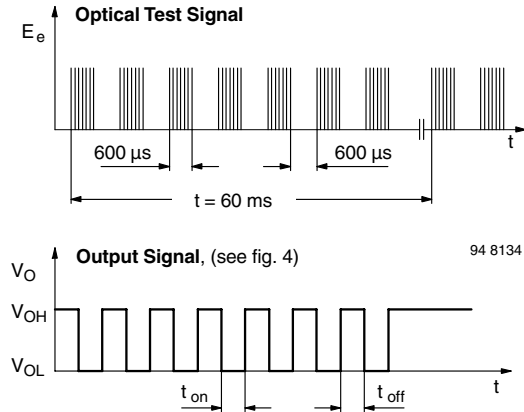 Optical Test Signal
E e
t
600 µs
600 µs
t = 60 ms
Output Signal, (see fig. 4)
94 8134
V O
V OH
V OL
t on
t off
t